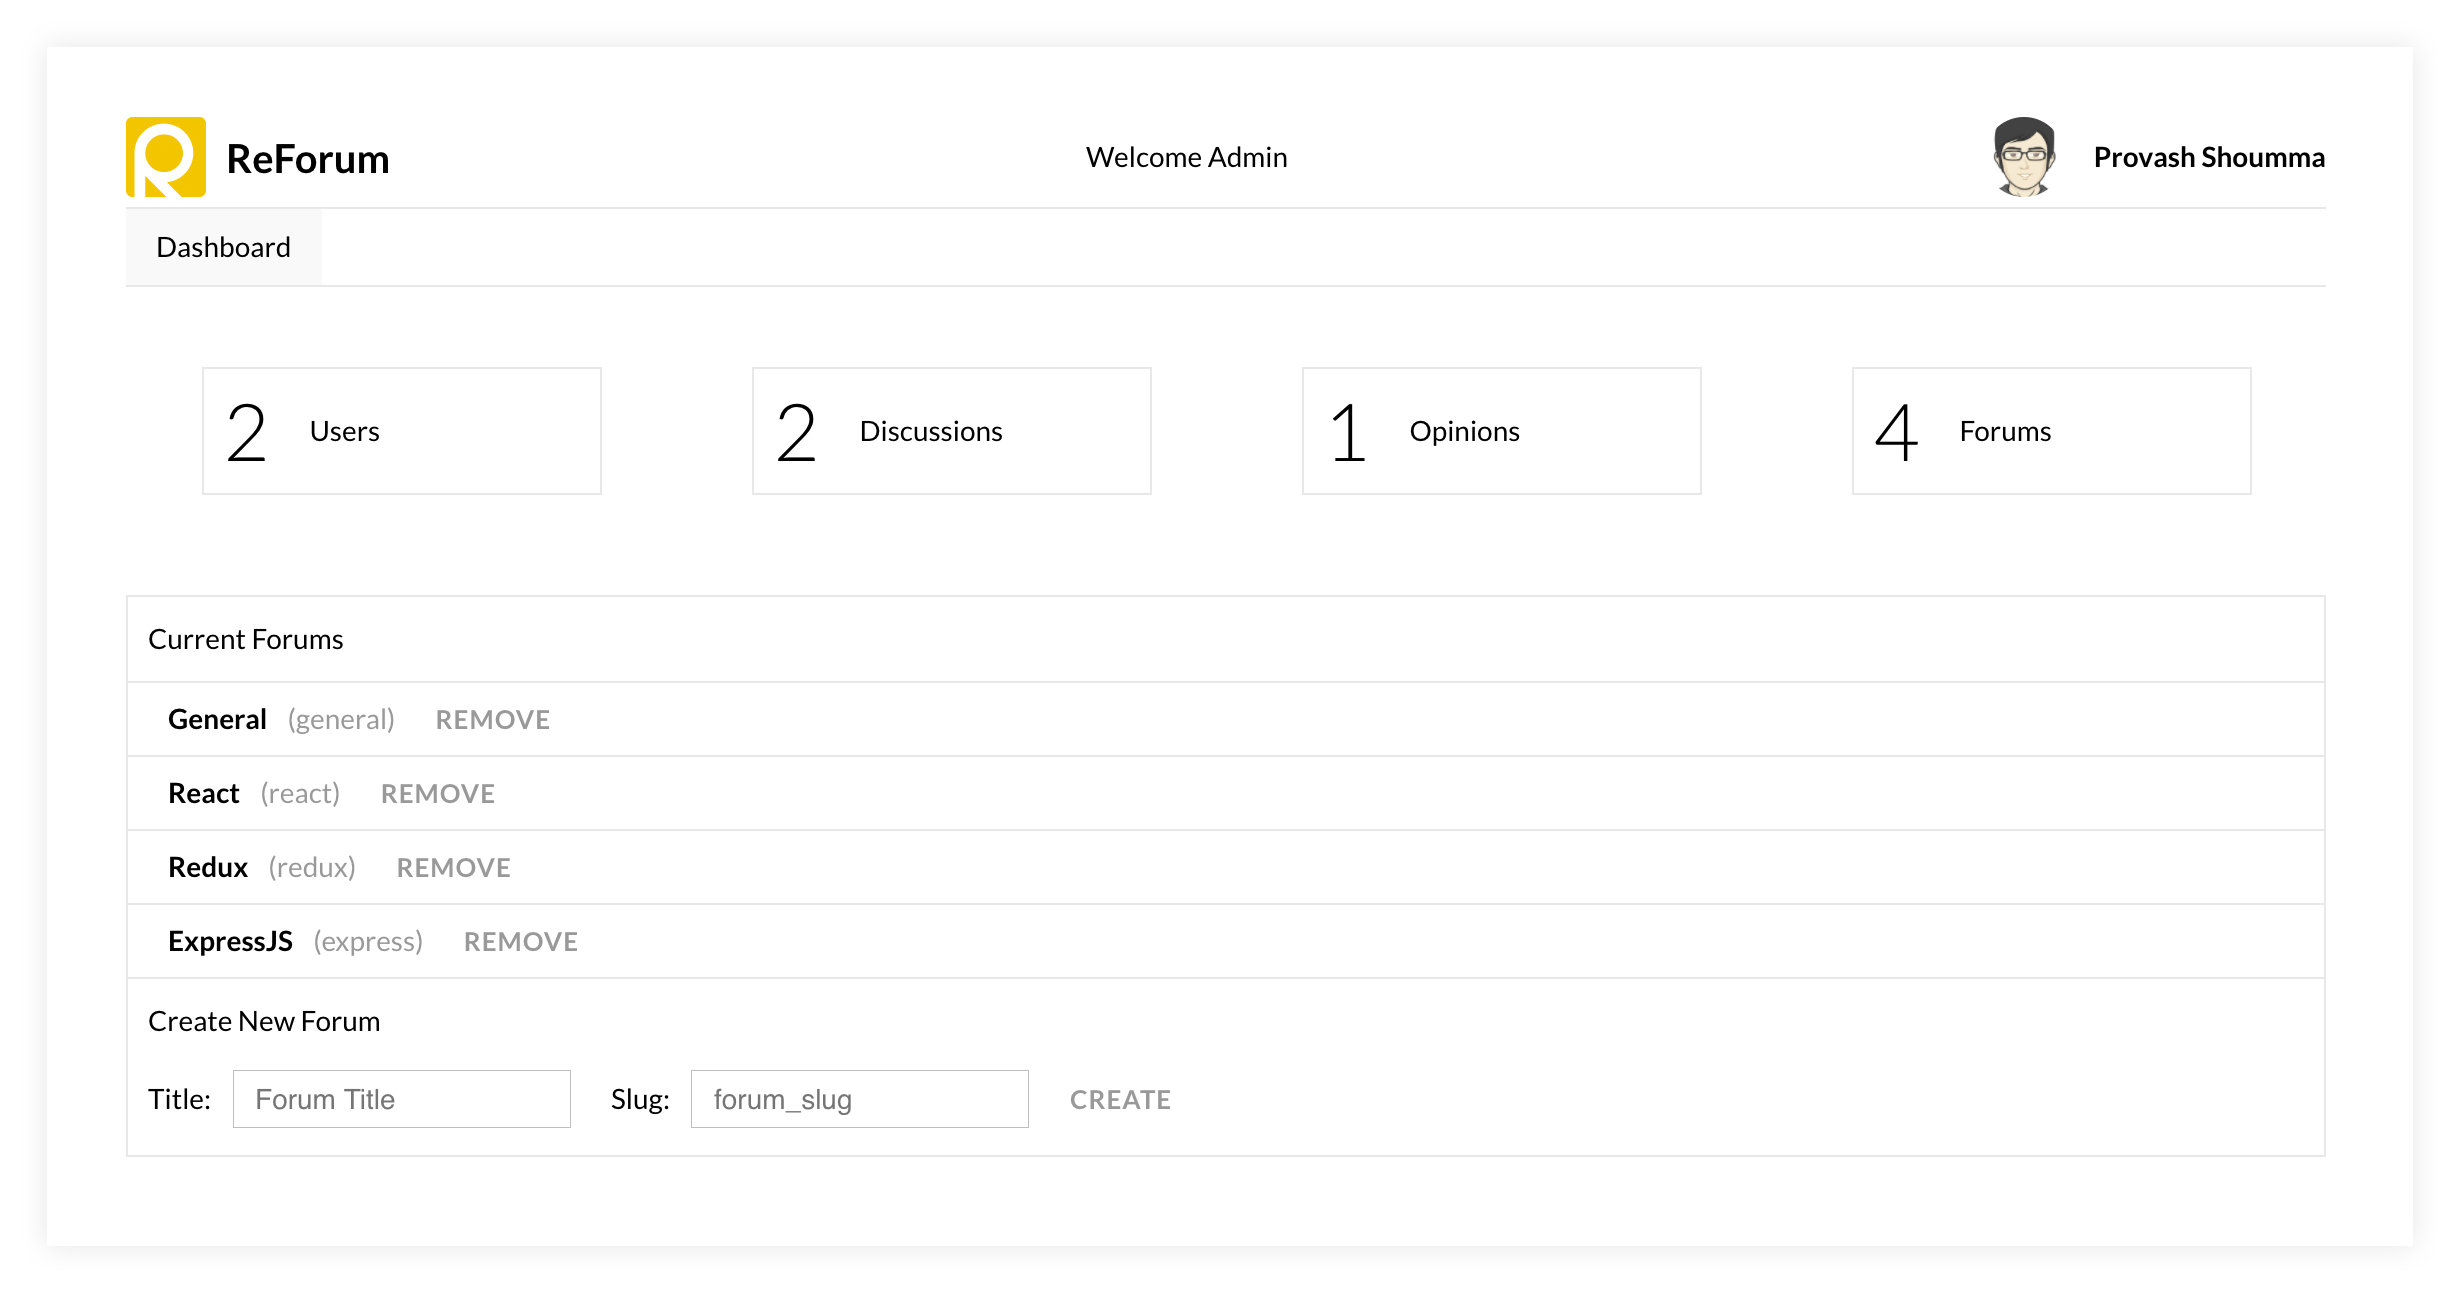 ReForum
Welcome Admin
Provash Shoumma
Dashboard
2 Users
2 Discussions
1 Opinions
4 Forums
Current Forums
General (general) REMOVE
React (react) REMOVE
Redux (redux) REMOVE
ExpressJS (express) REMOVE
Create New Forum
Title: Forum Title Slug: forum_slug CREATE